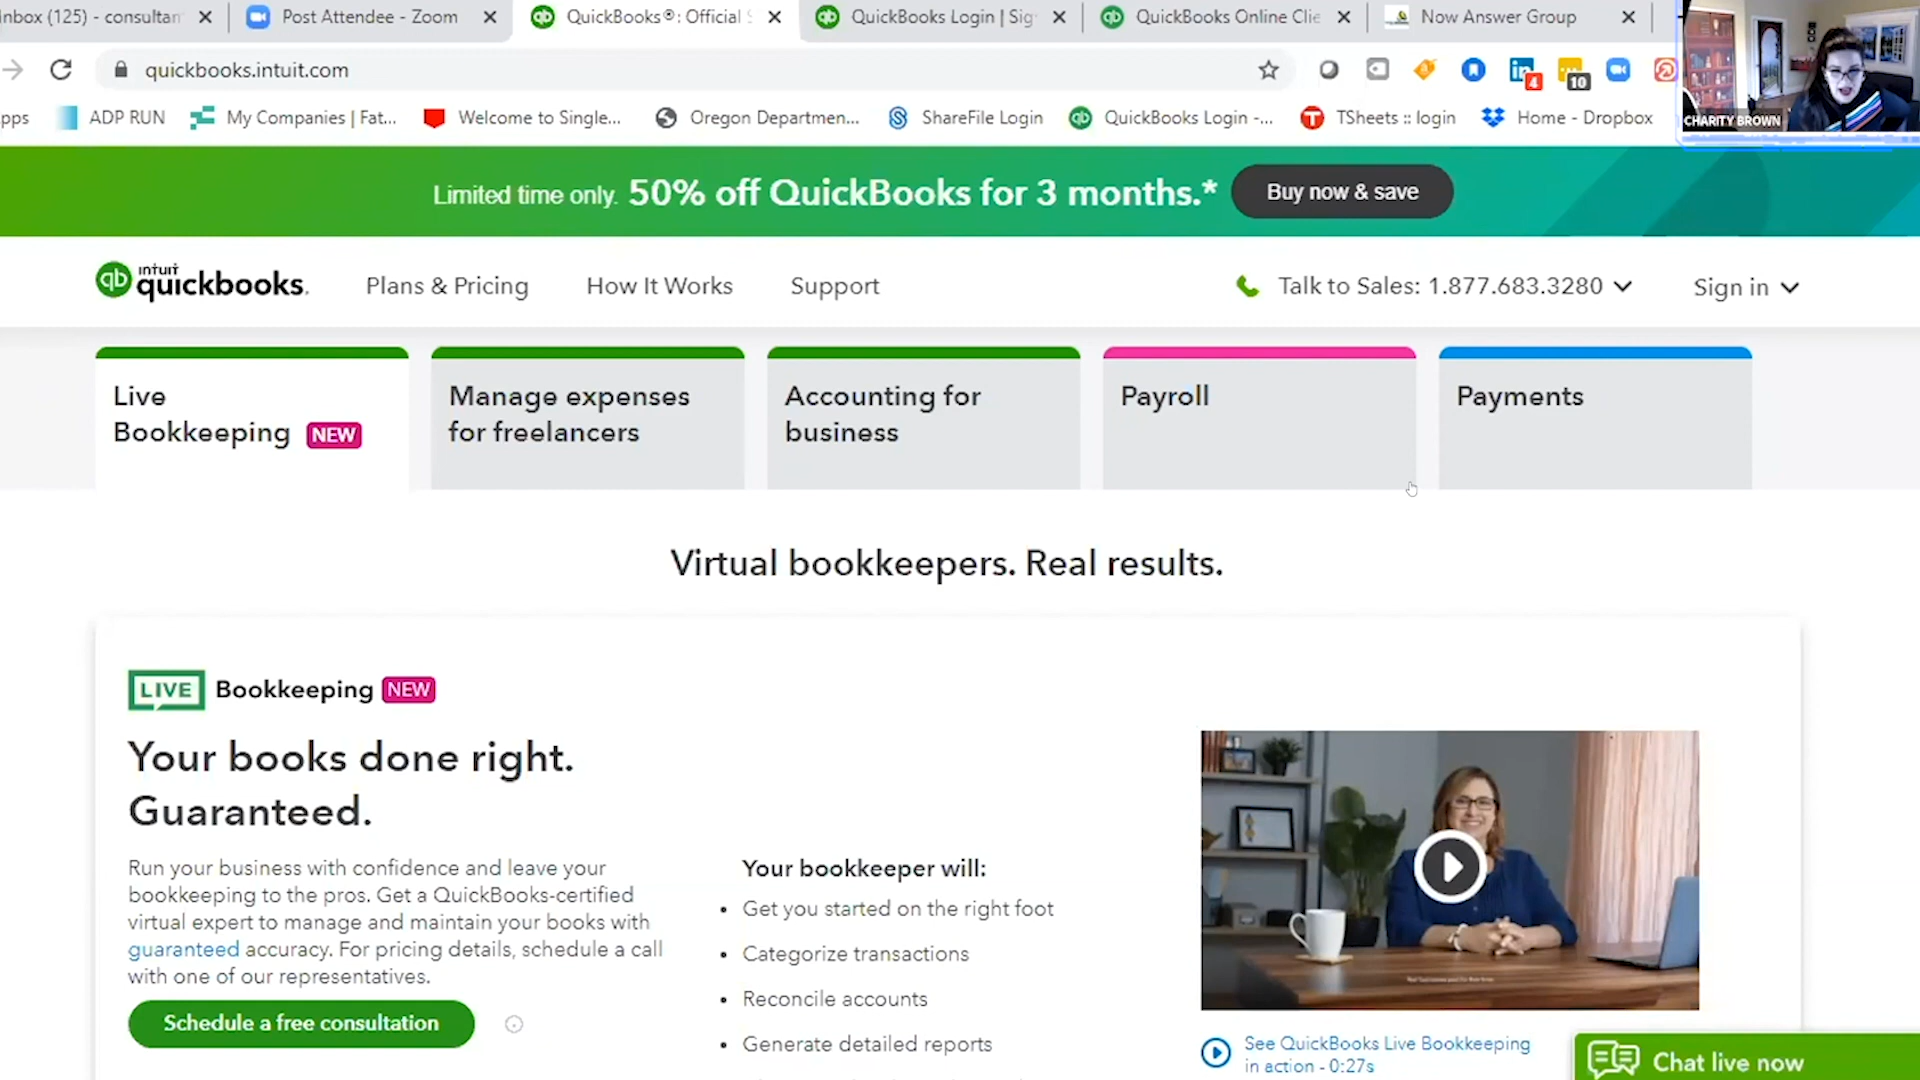 nbox (125) - consultan
Post Attendee - Zoom
QuickBooks®: Official S
QuickBooks Login | Sig
QuickBooks Online Clie
Now Answer Group
quickbooks.intuit.com
4
10
CHARITY BROWN
pps
ADP RUN
My Companies | Fat...
Welcome to Single...
Oregon Departmen...
ShareFile Login
QuickBooks Login -...
TSheets :: login
Home - Dropbox
Limited time only. 50% off QuickBooks for 3 months.*
Buy now & save
intuit
quickbooks.
Plans & Pricing
How It Works
Support
Talk to Sales: 1.877.683.3280
Sign in
Live
Bookkeeping NEW
Manage expenses
for freelancers
Accounting for
business
Payroll
Payments
Virtual bookkeepers. Real results.
LIVE Bookkeeping NEW
Your books done right.
Guaranteed.
Run your business with confidence and leave your
bookkeeping to the pros. Get a QuickBooks-certified
virtual expert to manage and maintain your books with
guaranteed accuracy. For pricing details, schedule a call
with one of our representatives.
Schedule a free consultation
Your bookkeeper will:
• Get you started on the right foot
• Categorize transactions
• Reconcile accounts
• Generate detailed reports
See QuickBooks Live Bookkeeping
in action - 0:27s
Chat live now